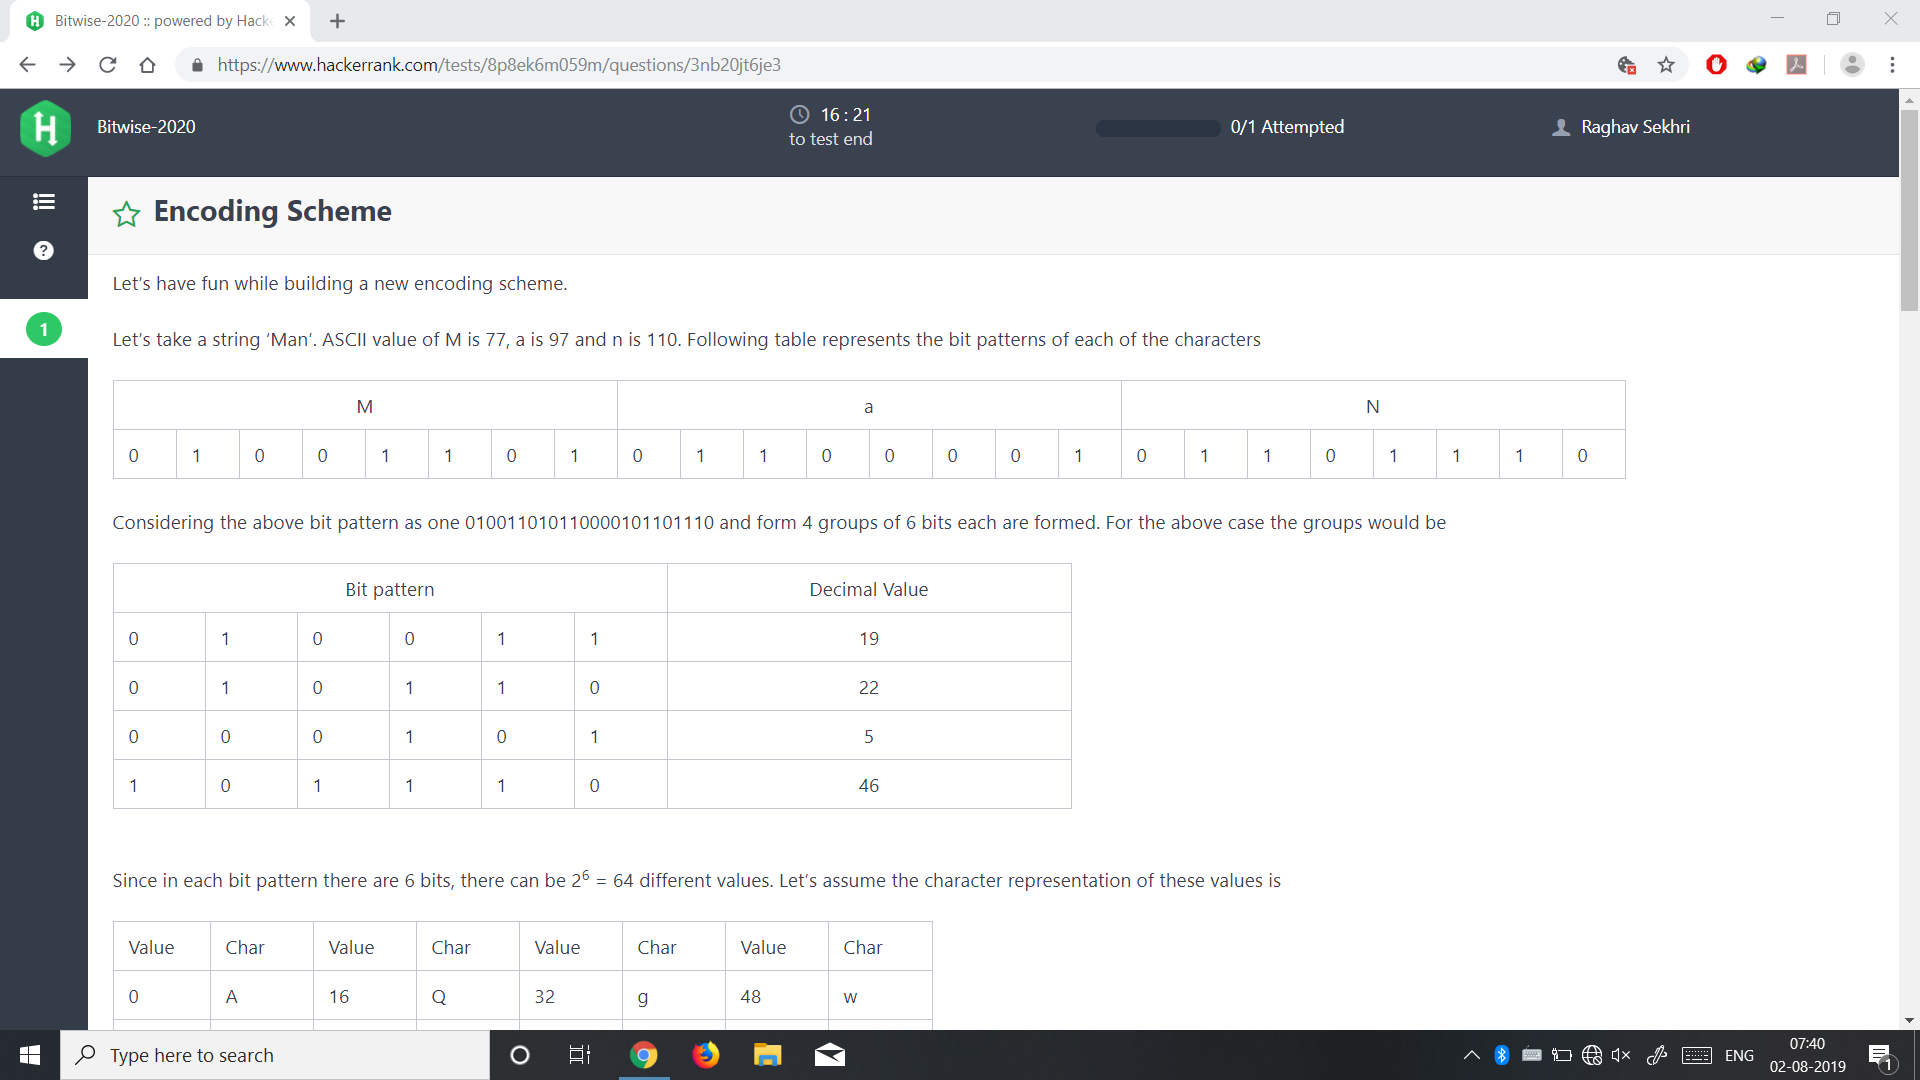 Bitwise-2020 :: powered by Hack
https://www.hackerrank.com/tests/8p8ek6m059m/questions/3nb20jt6je3
H
Bitwise-2020
16 : 21
to test end
0/1 Attempted
Raghav Sekhri
?
Encoding Scheme
1
Let's have fun while building a new encoding scheme.
Let's take a string ‘Man’. ASCII value of M is 77, a is 97 and n is 110. Following table represents the bit patterns of each of the characters
M a N
0 1 0 0 1 1 0 1 0 1 1 0 0 0 0 1 0 1 1 0 1 1 1 0
Considering the above bit pattern as one 010011010110000101101110 and form 4 groups of 6 bits each are formed. For the above case the groups would be
Bit pattern Decimal Value
0 1 0 0 1 1 19
0 1 0 1 1 0 22
0 0 0 1 0 1 5
1 0 1 1 1 0 46
Since in each bit pattern there are 6 bits, there can be 2⁶ = 64 different values. Let's assume the character representation of these values is
Value Char Value Char Value Char Value Char
0 A 16 Q 32 g 48 w
Type here to search
ENG
07:40
02-08-2019
1